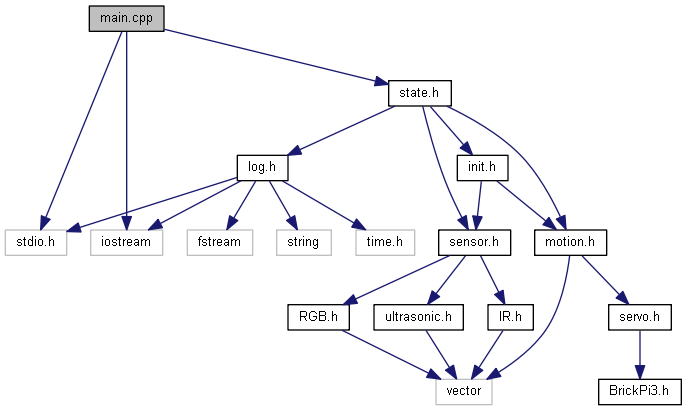 main.cpp
state.h
log.h
init.h
stdio.h
iostream
fstream
string
time.h
sensor.h
motion.h
RGB.h
ultrasonic.h
IR.h
servo.h
vector
BrickPi3.h